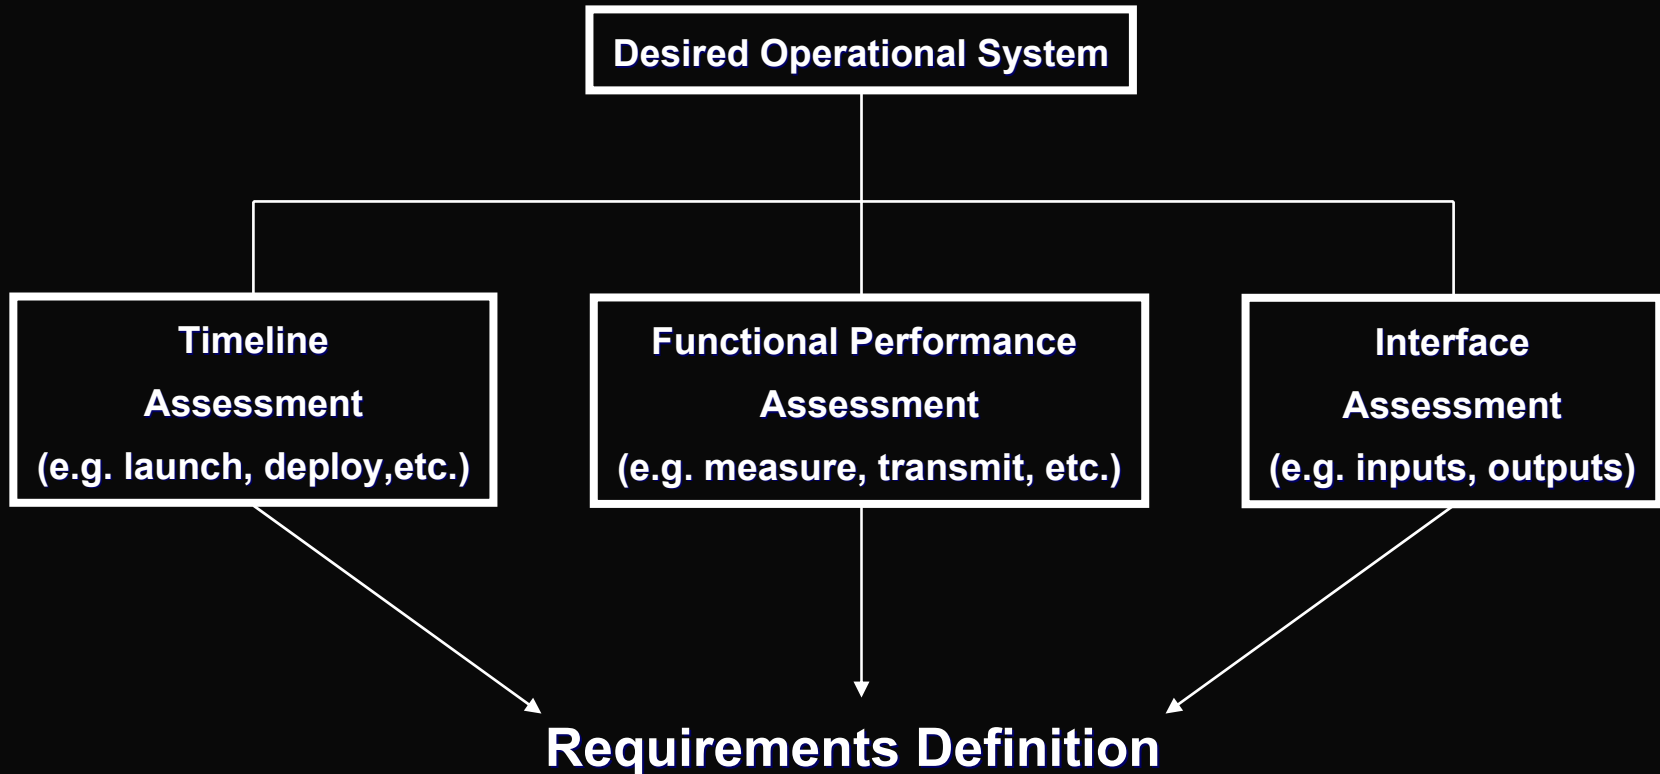 Desired Operational System
Timeline
Assessment
(e.g. launch, deploy,etc.)
Functional Performance
Assessment
(e.g. measure, transmit, etc.)
Interface
Assessment
(e.g. inputs, outputs)
Requirements Definition